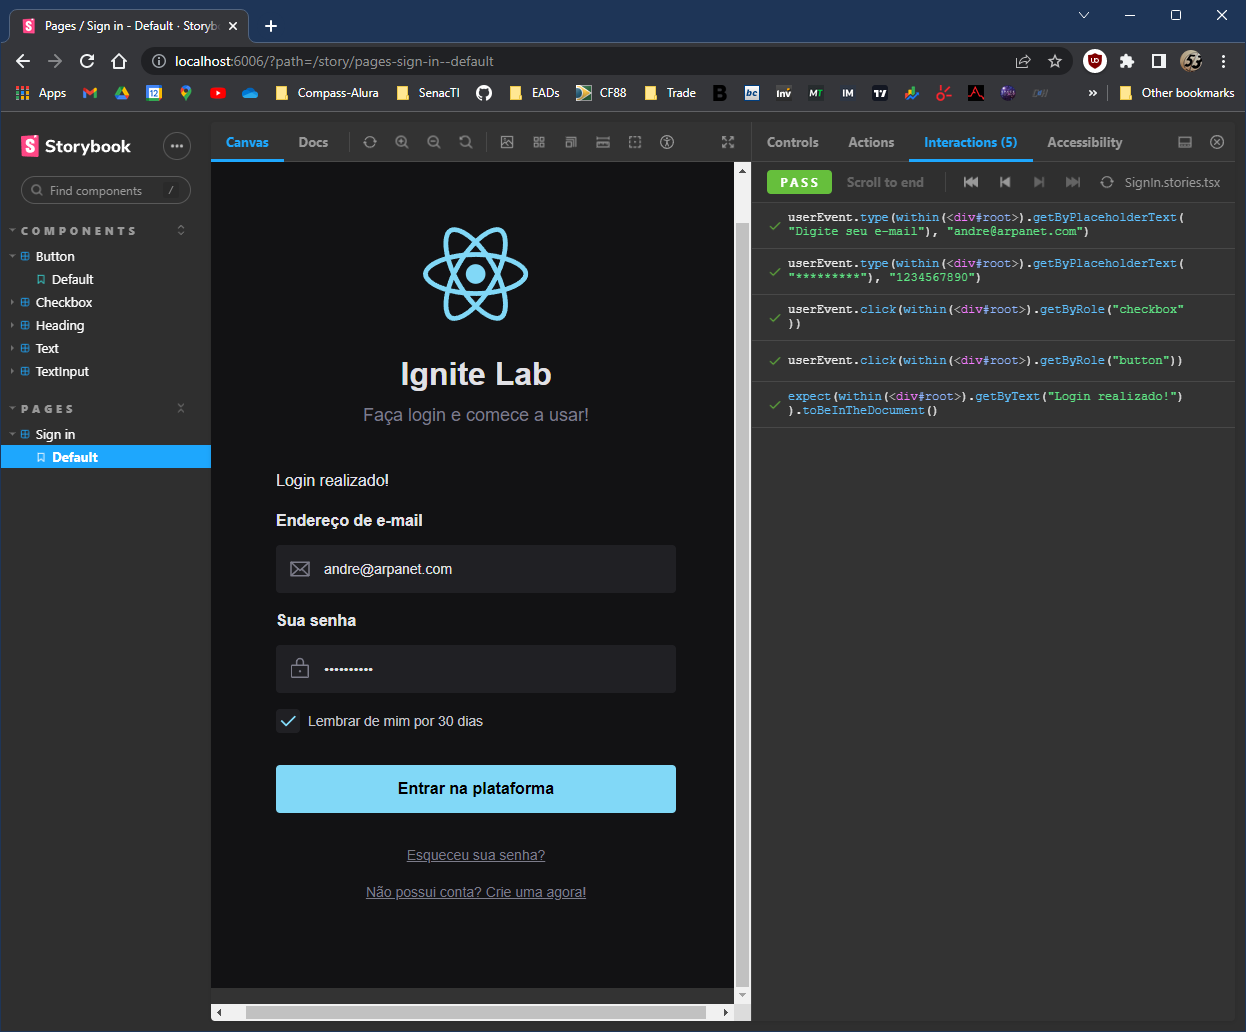 Pages / Sign in - Default · Storyb
localhost:6006/?path=/story/pages-sign-in--default
Apps
12
Compass-Alura
SenacTI
EADs
CF88
Trade
B
bc
Inv
MT
IM
»
Other bookmarks
S Storybook
Find components
/
COMPONENTS
Button
Default
Checkbox
Heading
Text
TextInput
PAGES
Sign in
Default
Canvas
Docs
Ignite Lab
Faça login e comece a usar!
Login realizado!
Endereço de e-mail
andre@arpanet.com
Sua senha
••••••••••
Lembrar de mim por 30 dias
Entrar na plataforma
Esqueceu sua senha?
Não possui conta? Crie uma agora!
Controls
Actions
Interactions (5)
Accessibility
PASS
Scroll to end
SignIn.stories.tsx
userEvent.type(within(<div#root>).getByPlaceholderText(
"Digite seu e-mail"), "andre@arpanet.com")
userEvent.type(within(<div#root>).getByPlaceholderText(
"*********"), "1234567890")
userEvent.click(within(<div#root>).getByRole("checkbox"
))
userEvent.click(within(<div#root>).getByRole("button"))
expect(within(<div#root>).getByText("Login realizado!")
).toBeInTheDocument()